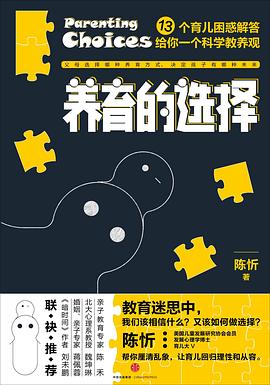 Parenting
Choices
13个育儿困惑解答
给你一个科学教养观
父母选择哪种养育方式，决定孩子有哪种未来
养育的选择
陈忻
著
联·袂·推·荐
亲子教育专家 陈禾
北大心理系教授 魏坤琳
婚姻、亲子专家 蒋佩蓉
《暗时间》作者 刘未鹏
教育迷思中，
我们该相信什么？又该如何做选择？
陈忻
美国儿童发展研究协会会员
发展心理学博士
育儿大V
帮你厘清乱象，让育儿回归理性和从容。
中信出版集团